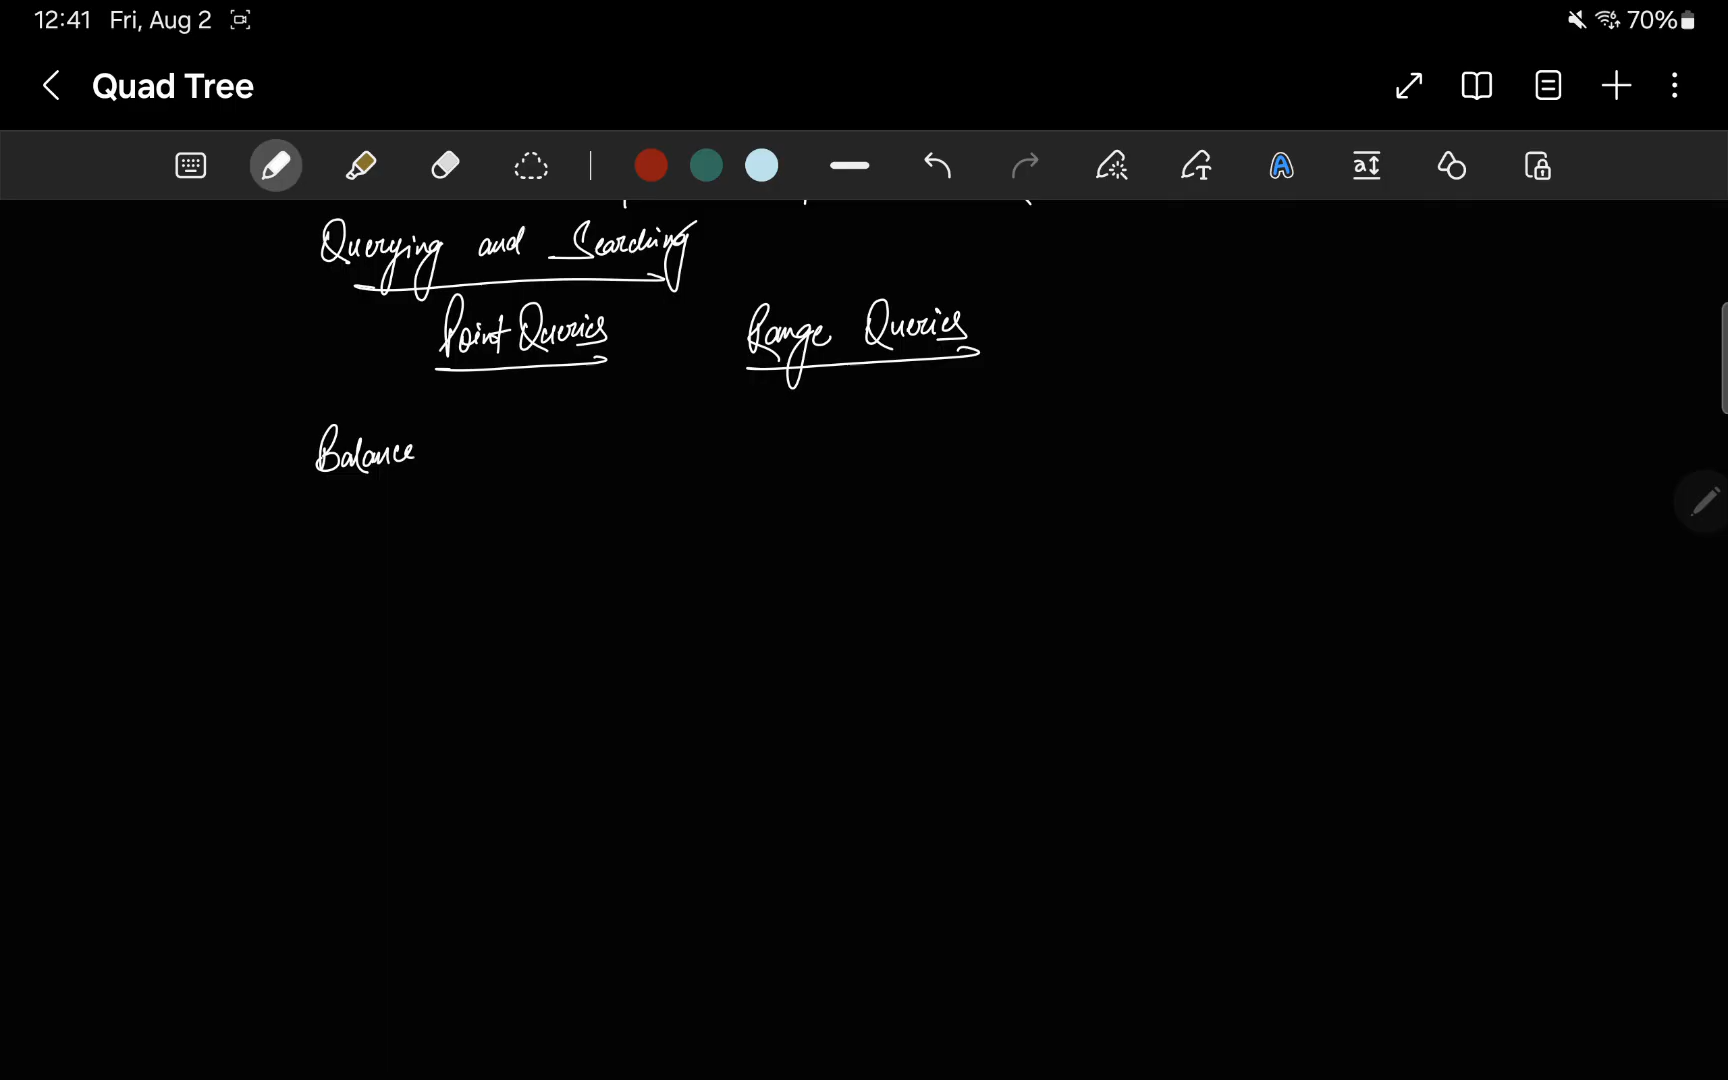 12:41 Fri, Aug 2 70%
Quad Tree
Querying and Searching
Point Queries Range Queries
Balance